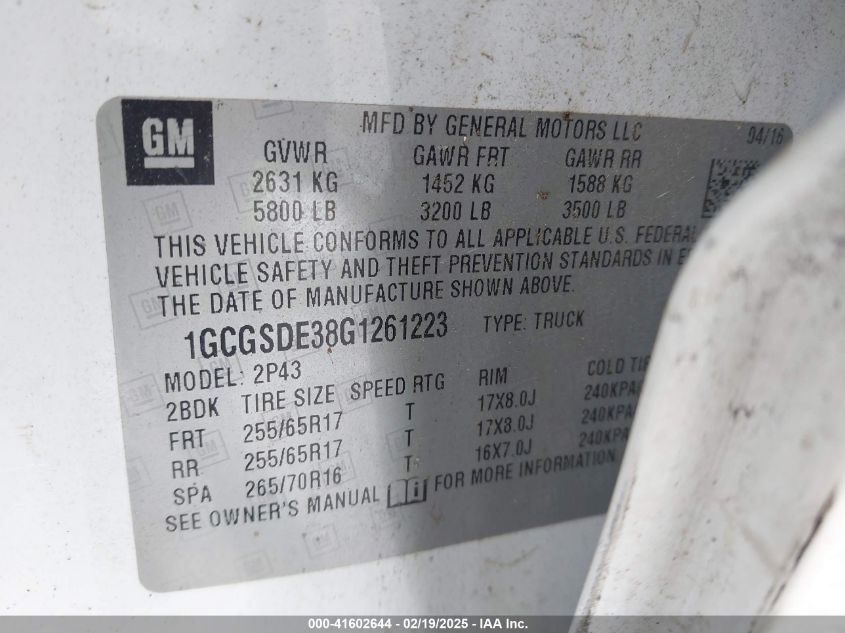 GM
MFD BY GENERAL MOTORS LLC 04/16
GVWR GAWR FRT GAWR RR
2631 KG 1452 KG 1588 KG
5800 LB 3200 LB 3500 LB
THIS VEHICLE CONFORMS TO ALL APPLICABLE U.S. FEDERAL
VEHICLE SAFETY AND THEFT PREVENTION STANDARDS IN
THE DATE OF MANUFACTURE SHOWN ABOVE.
1GCGSDE38G1261223 TYPE: TRUCK
MODEL: 2P43
2BDK TIRE SIZE SPEED RTG RIM COLD
FRT 255/65R17 T 17X8.0J 240KPA
RR 255/65R17 T 17X8.0J 240KPA
SPA 265/70R16 T 16X7.0J 240KPA
SEE OWNER'S MANUAL FOR MORE INFORMATION.
000-41602644 - 02/19/2025 - IAA Inc.